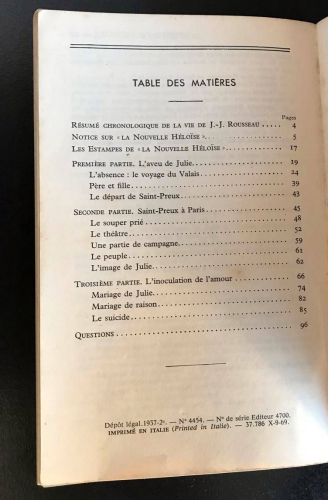 TABLE DES MATIÈRES
Pages
RÉSUMÉ CHRONOLOGIQUE DE LA VIE DE J.-J. ROUSSEAU . . 4
NOTICE SUR « LA NOUVELLE HÉLOÏSE » . . . . . . . . . . 5
LES ESTAMPES DE « LA NOUVELLE HÉLOÏSE » . . . . . . . 17
PREMIÈRE PARTIE. L'aveu de Julie. . . . . . . . . . . 19
L'absence : le voyage du Valais . . . . . . . . . 24
Père et fille . . . . . . . . . . . . . . . . . 39
Le départ de Saint-Preux . . . . . . . . . . . . 43
SECONDE PARTIE. Saint-Preux à Paris . . . . . . . . . 45
Le souper prié . . . . . . . . . . . . . . . . 48
Le théâtre . . . . . . . . . . . . . . . . . . 52
Une partie de campagne . . . . . . . . . . . . . 59
Le peuple . . . . . . . . . . . . . . . . . . . 61
L'image de Julie . . . . . . . . . . . . . . . . 62
TROISIÈME PARTIE. L'inoculation de l'amour . . . . . . 66
Mariage de Julie . . . . . . . . . . . . . . . . 74
Mariage de raison . . . . . . . . . . . . . . . 82
Le suicide . . . . . . . . . . . . . . . . . . 85
QUESTIONS . . . . . . . . . . . . . . . . . . . . 96
Dépôt légal.1937-2e. — No 4454. — No de série Editeur 4700.
IMPRIMÉ EN ITALIE (Printed in Italie). — 37.786 X-9-69.